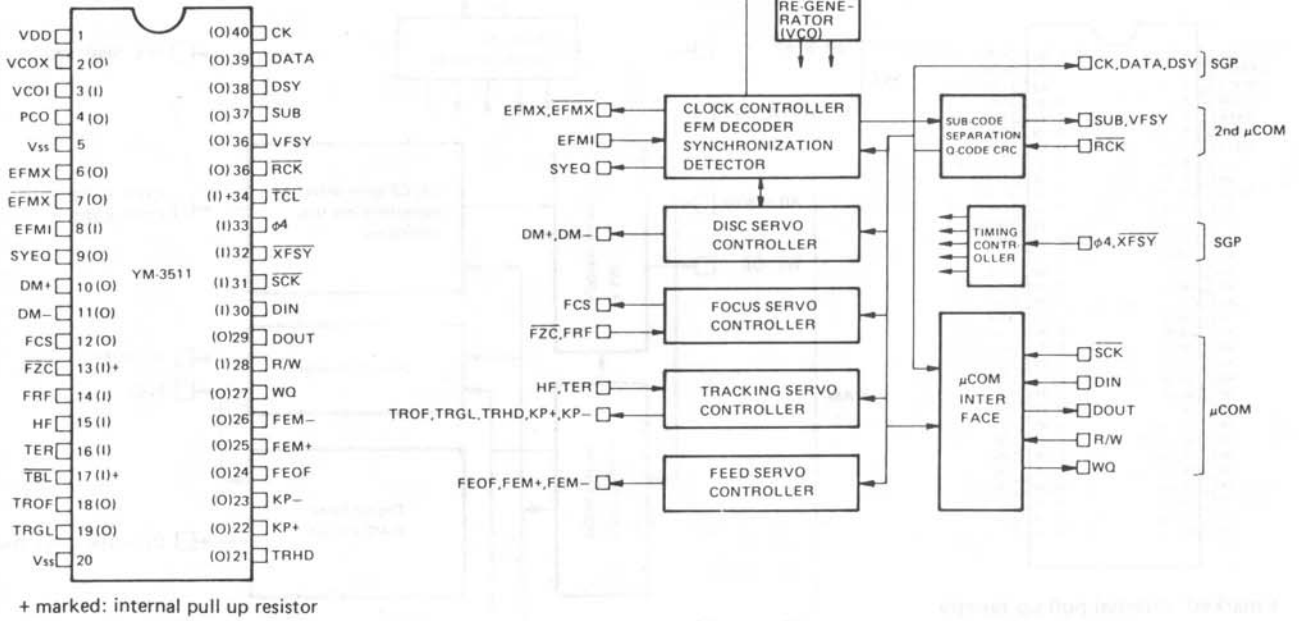 VDD 1
VCOX 2(O)
VCOI 3(I)
PCO 4(O)
Vss 5
EFMX 6(O)
EFMX 7(O)
EFMI 8(I)
SYEQ 9(O)
DM+ 10(O)
DM– 11(O)
FCS 12(O)
FZC 13(I)+
FRF 14(I)
HF 15(I)
TER 16(I)
TBL 17(I)+
TROF 18(O)
TRGL 19(O)
Vss 20
YM-3511
(O)40 CK
(O)39 DATA
(O)38 DSY
(O)37 SUB
(O)36 VFSY
(O)36 RCK
(I)+34 TCL
(I)33 φ4
(I)32 XFSY
(I)31 SCK
(I)30 DIN
(O)29 DOUT
(I)28 R/W
(O)27 WQ
(O)26 FEM–
(O)25 FEM+
(O)24 FEOF
(O)23 KP–
(O)22 KP+
(O)21 TRHD
+ marked: internal pull up resistor
RE-GENE-
RATOR
(VCO)
EFMX,EFMX
EFMI
SYEQ
CLOCK CONTROLLER
EFM DECODER
SYNCHRONIZATION
DETECTOR
DM+,DM–
DISC SERVO
CONTROLLER
FCS
FZC,FRF
FOCUS SERVO
CONTROLLER
HF,TER
TROF,TRGL,TRHD,KP+,KP–
TRACKING SERVO
CONTROLLER
FEOF,FEM+,FEM–
FEED SERVO
CONTROLLER
SUB-CODE
SEPARATION
Q-CODE CRC
TIMING
CONTR-
OLLER
μCOM
INTER
FACE
CK,DATA,DSY SGP
SUB,VFSY
RCK
2nd μCOM
φ4,XFSY SGP
SCK
DIN
DOUT
R/W
WQ
μCOM